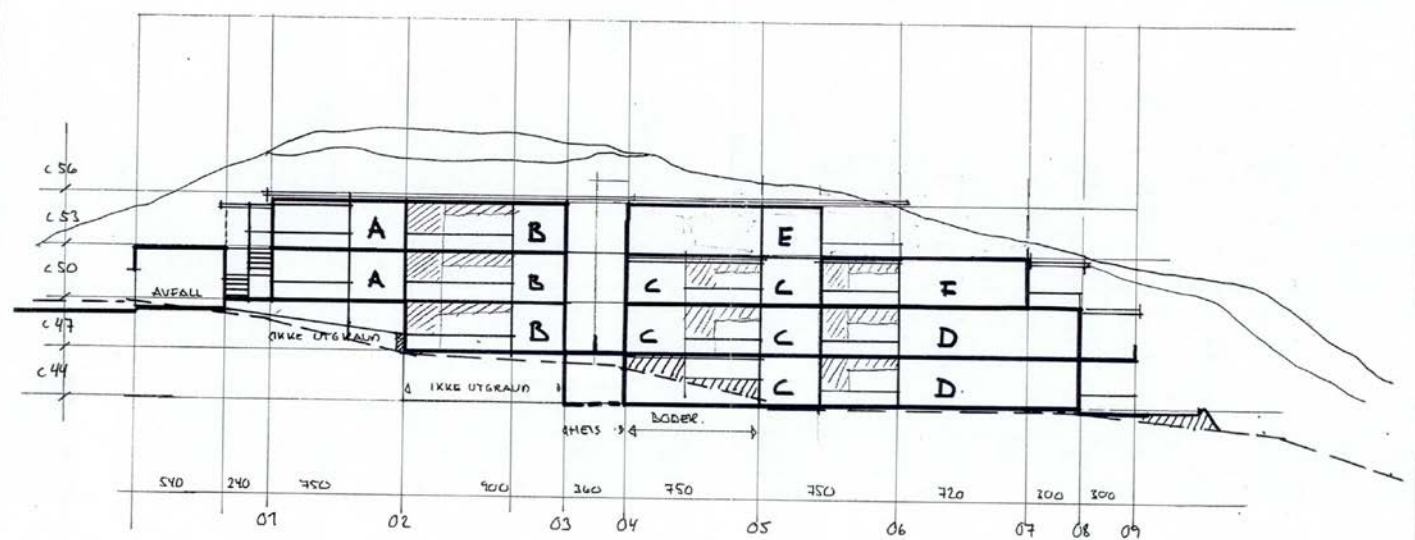 c 56
c 53
A B E
c 50
A B C C F
AVFALL
c 47
IKKE UTGRAVD B C C D
c 44
IKKE UTGRAVD C D
HEIS BODER.
540 240 750 900 360 750 750 720 300 300
01 02 03 04 05 06 07 08 09